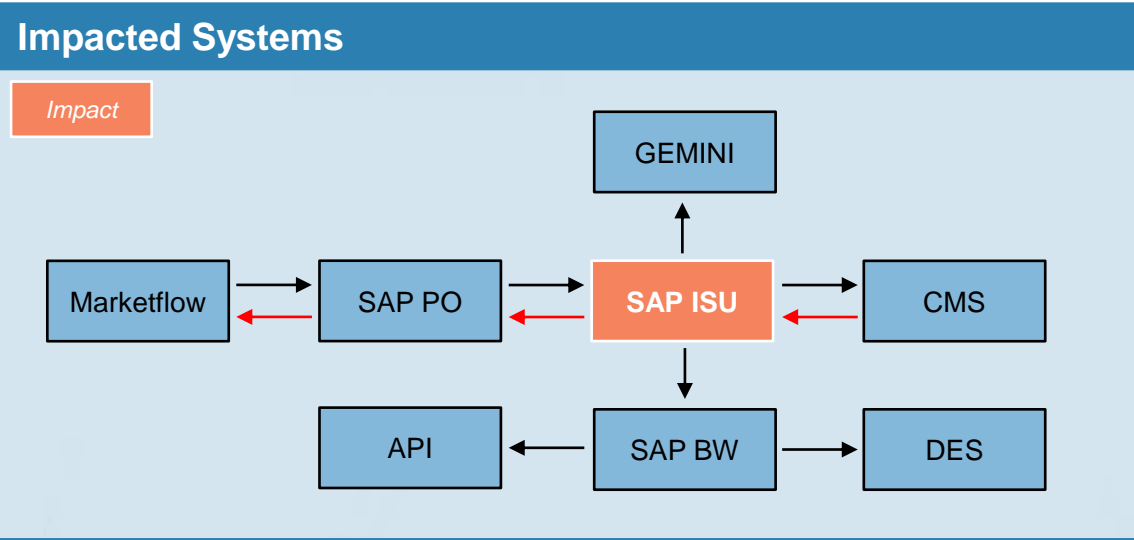 Impacted Systems
Impact
GEMINI
Marketflow
SAP PO
SAP ISU
CMS
API
SAP BW
DES